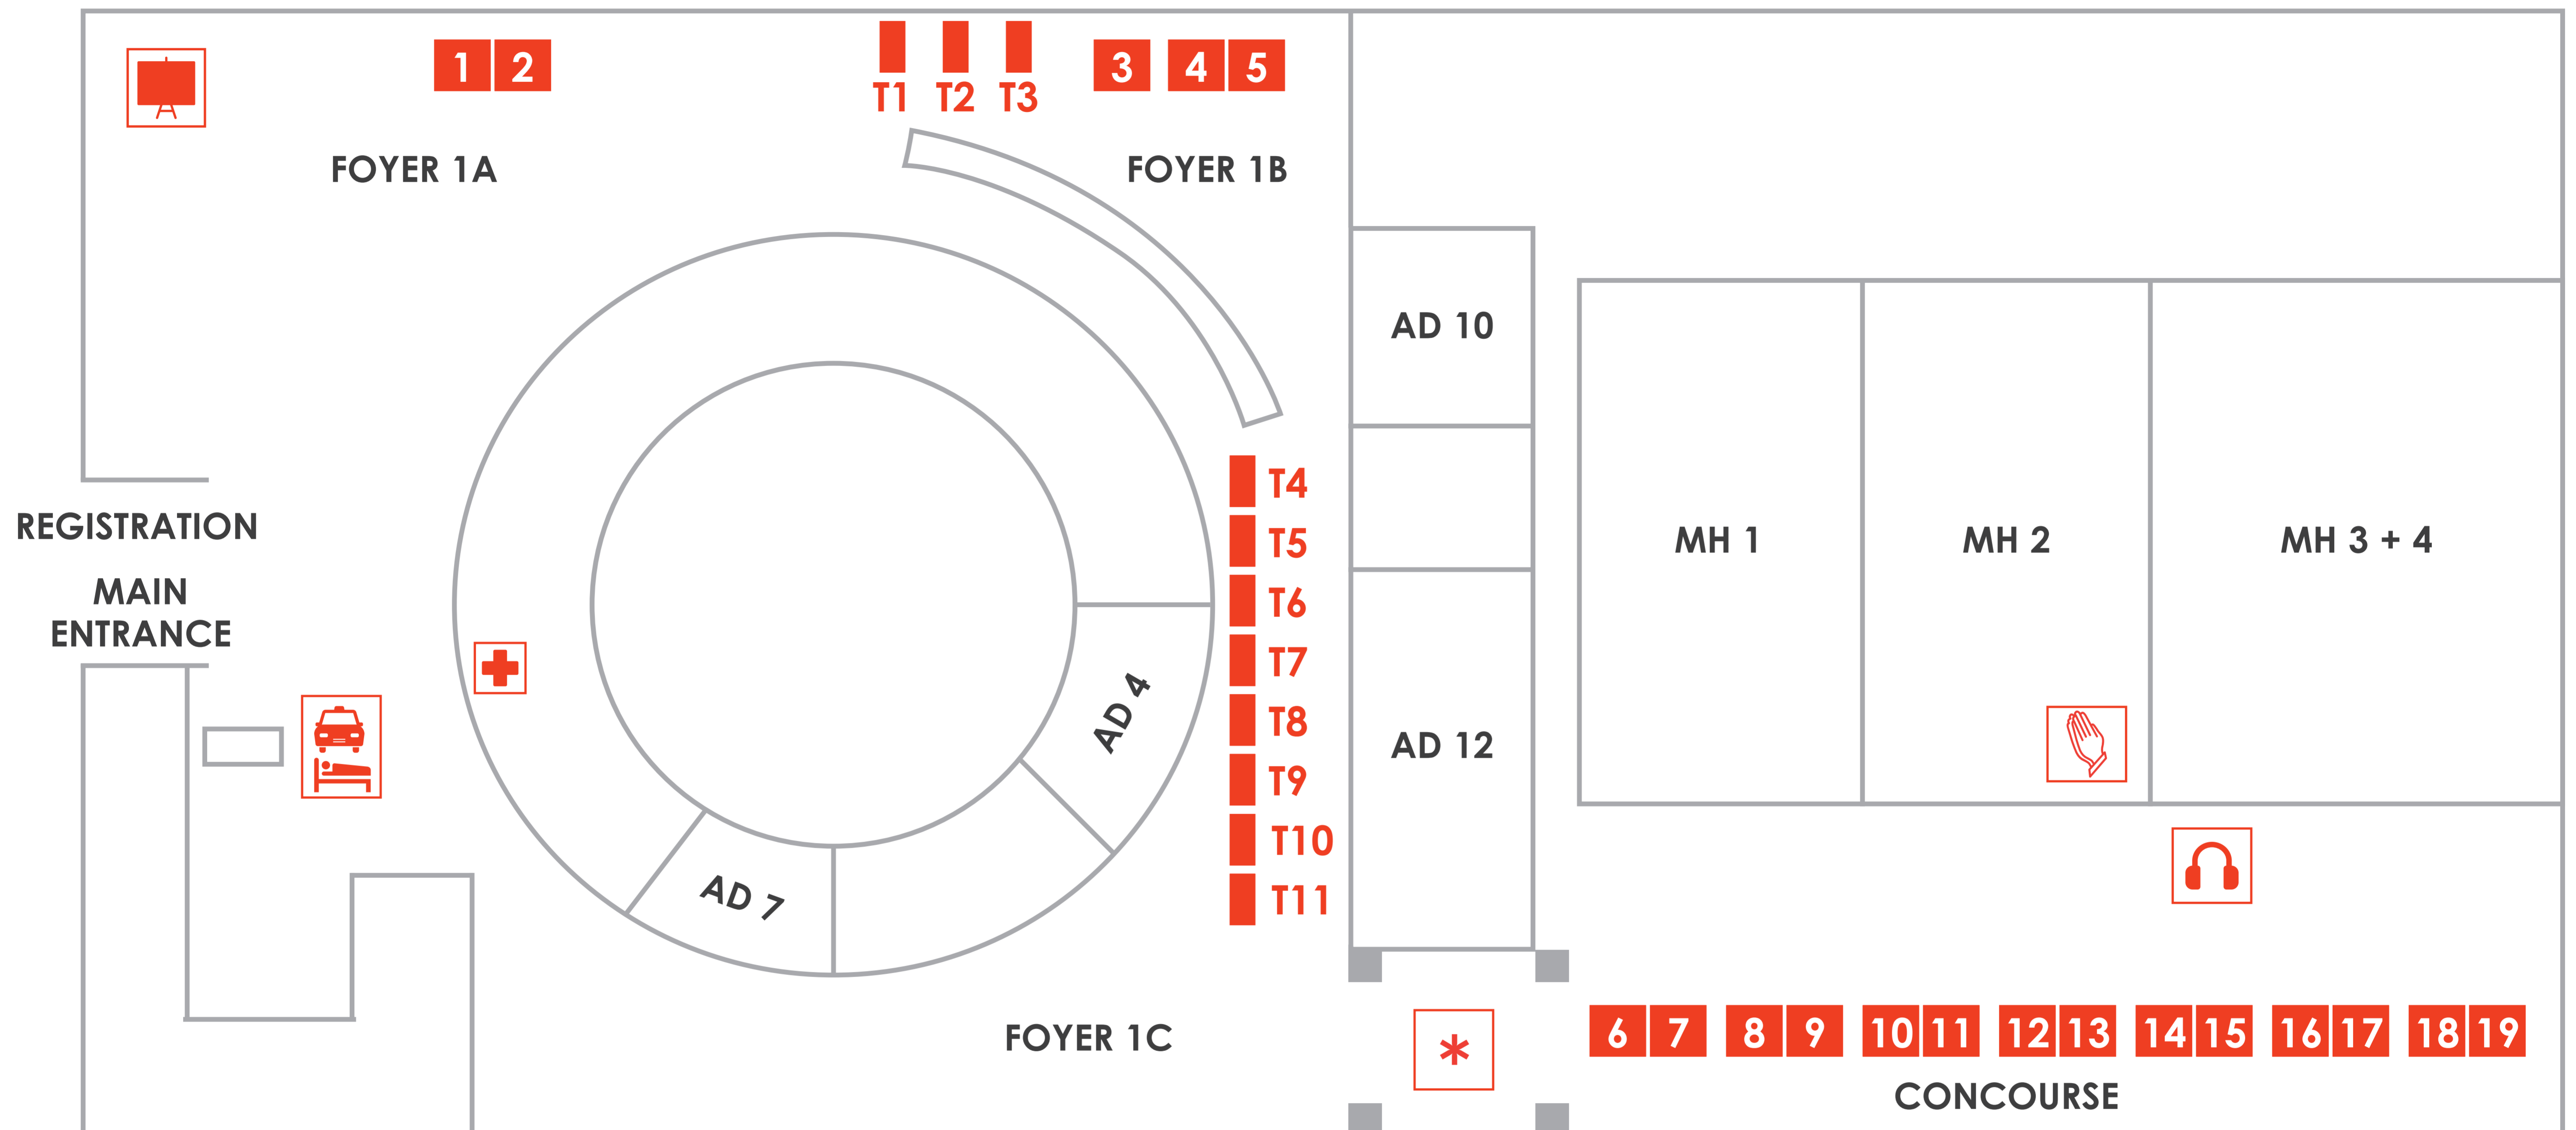 1 2
T1 T2 T3
3 4 5
FOYER 1A
FOYER 1B
AD 10
REGISTRATION
MAIN
ENTRANCE
T4
T5
T6
T7
T8
T9
T10
T11
AD 4
AD 7
AD 12
MH 1
MH 2
MH 3 + 4
FOYER 1C
*
6 7 8 9 10 11 12 13 14 15 16 17 18 19
CONCOURSE